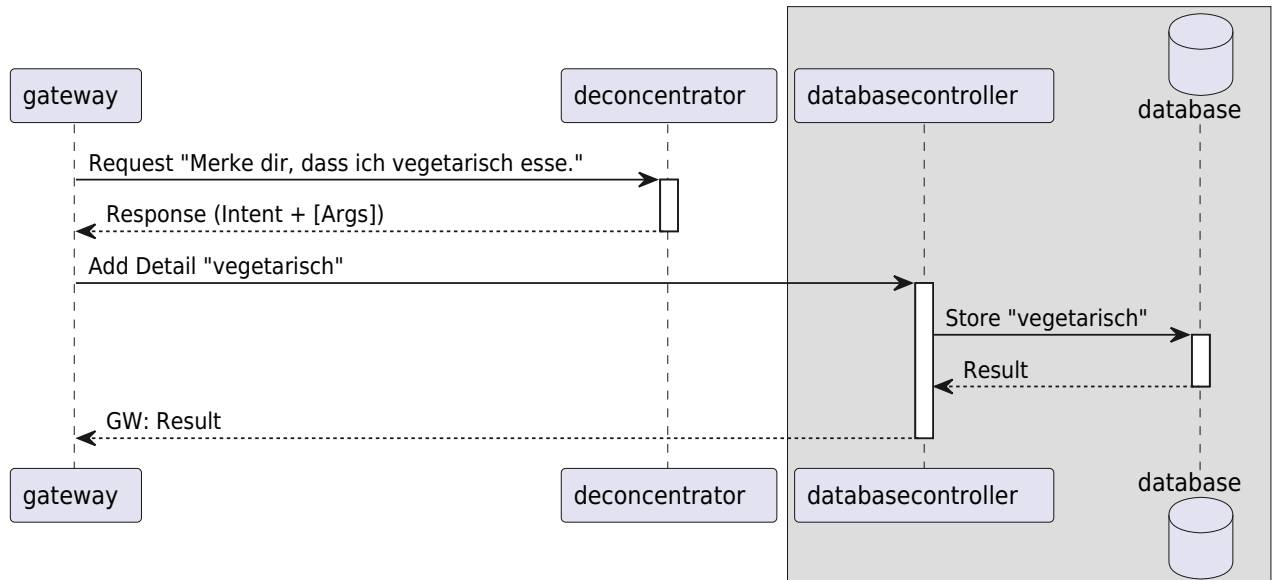 database
gateway
deconcentrator
databasecontroller
Request "Merke dir, dass ich vegetarisch esse."
Response (Intent + [Args])
Add Detail "vegetarisch"
Store "vegetarisch"
Result
GW: Result
gateway
deconcentrator
databasecontroller
database